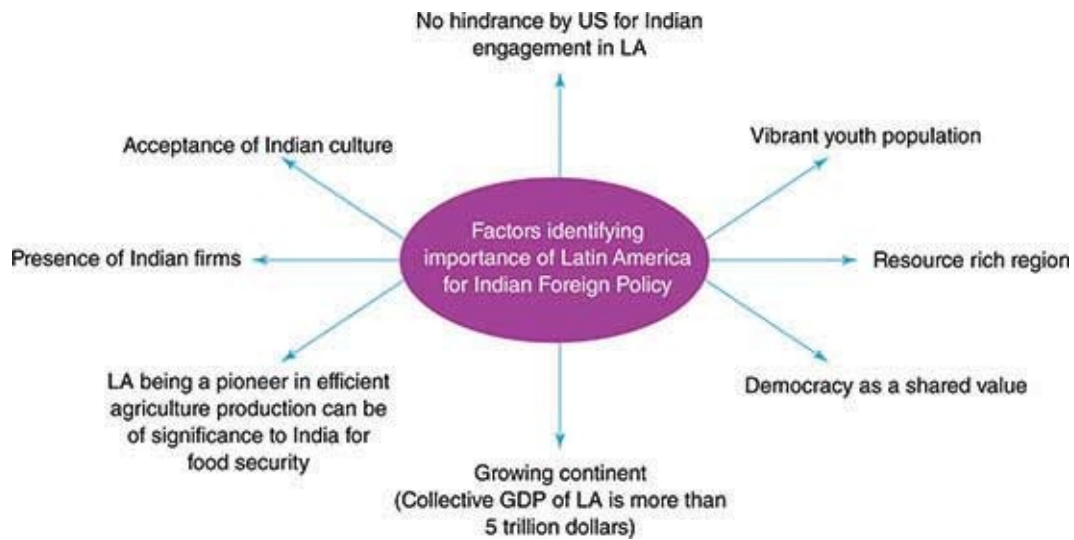 No hindrance by US for Indian
engagement in LA
Acceptance of Indian culture
Vibrant youth population
Factors identifying
importance of Latin America
for Indian Foreign Policy
Presence of Indian firms
Resource rich region
LA being a pioneer in efficient
agriculture production can be
of significance to India for
food security
Democracy as a shared value
Growing continent
(Collective GDP of LA is more than
5 trillion dollars)